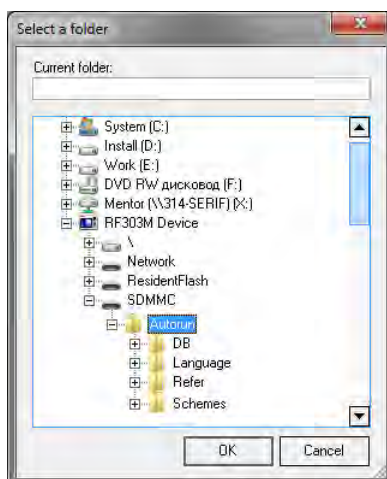 Select a folder
Current folder:
System (C:)
Install (D:)
Work (E:)
DVD RW дисковод (F:)
Mentor (\\314-SERIF) (X:)
RF303M Device
\
Network
ResidentFlash
SDMMC
Autorun
DB
Language
Refer
Schemes
OK Cancel